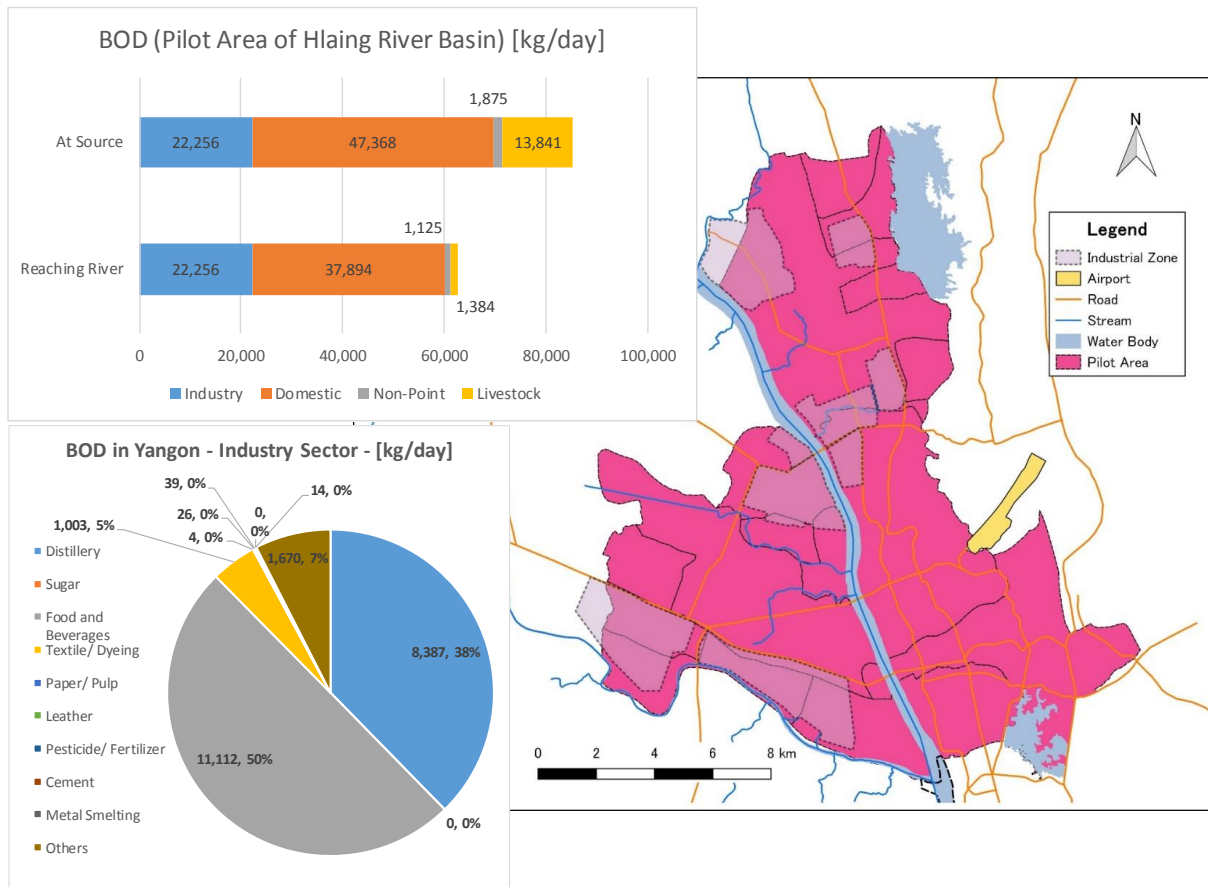 BOD (Pilot Area of Hlaing River Basin) [kg/day]
1,875
At Source
22,256
47,368
13,841
1,125
Reaching River
22,256
37,894
1,384
0
20,000
40,000
60,000
80,000
100,000
Industry
Domestic
Non-Point
Livestock
N
Legend
Industrial Zone
Airport
Road
Stream
Water Body
Pilot Area
0
2
4
6
8 km
BOD in Yangon - Industry Sector - [kg/day]
39, 0%
14, 0%
26, 0%
0,
0%
1,003, 5%
4, 0%
1,670, 7%
8,387, 38%
11,112, 50%
0, 0%
Distillery
Sugar
Food and
Beverages
Textile/ Dyeing
Paper/ Pulp
Leather
Pesticide/ Fertilizer
Cement
Metal Smelting
Others